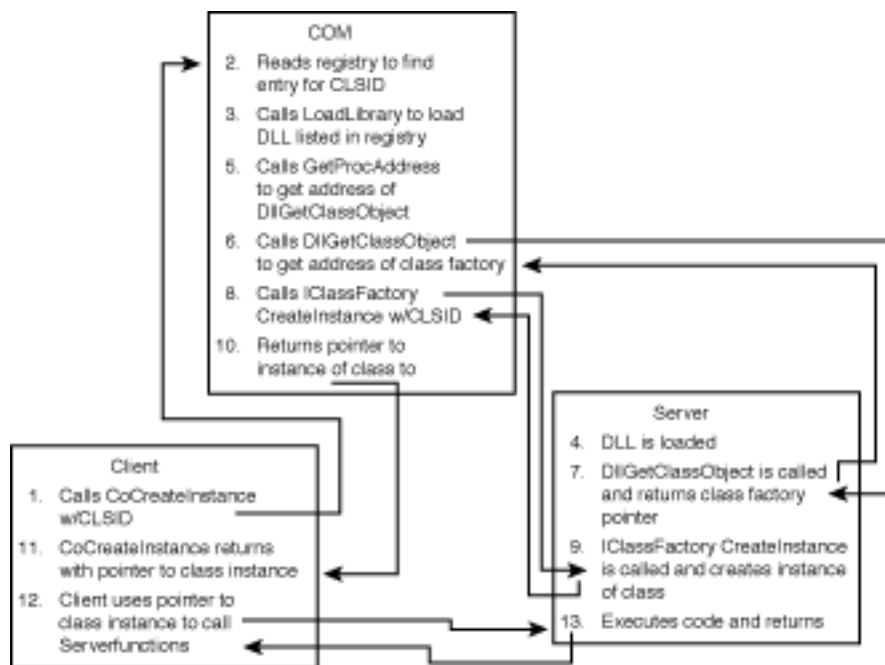 COM
2. Reads registry to find
entry for CLSID
3. Calls LoadLibrary to load
DLL listed in registry
5. Calls GetProcAddress
to get address of
DllGetClassObject
6. Calls DllGetClassObject
to get address of class factory
8. Calls IClassFactory
CreateInstance w/CLSID
10. Returns pointer to
instance of class to
Server
4. DLL is loaded
7. DllGetClassObject is called
and returns class factory
pointer
9. IClassFactory CreateInstance
is called and creates instance
of class
13. Executes code and returns
Client
1. Calls CoCreateInstance
w/CLSID
11. CoCreateInstance returns
with pointer to class instance
12. Client uses pointer to
class instance to call
Serverfunctions